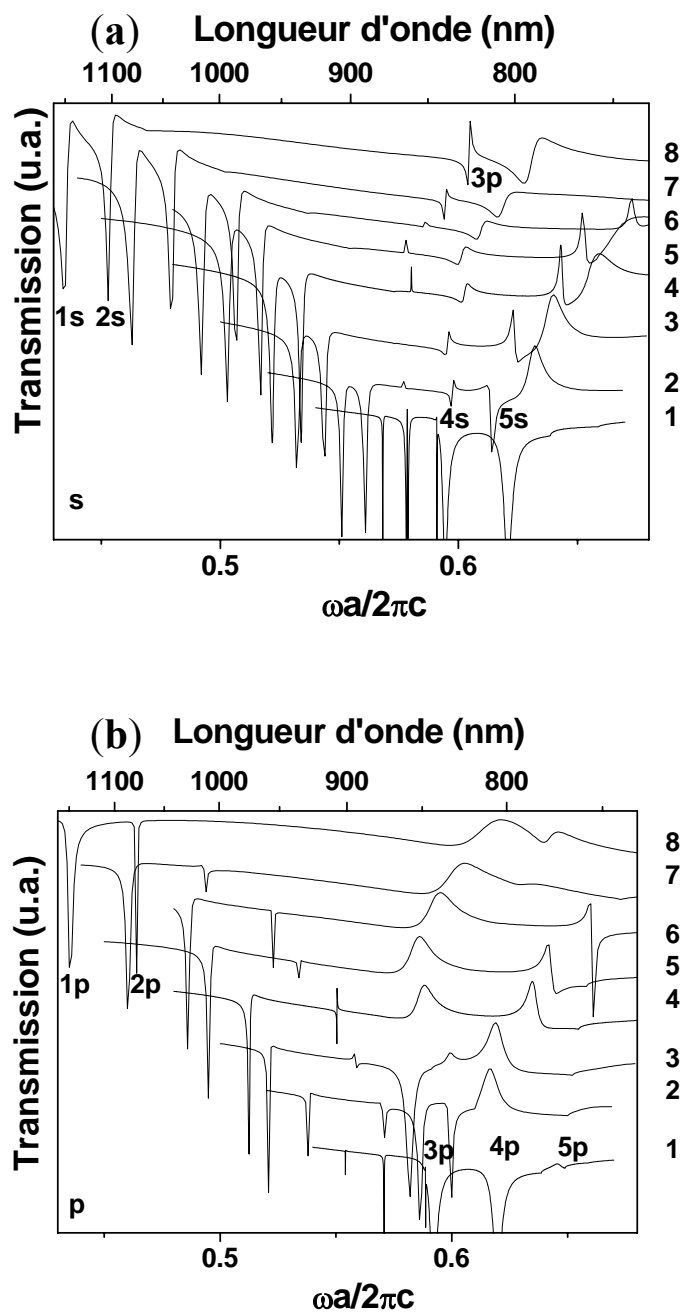 (a) Longueur d'onde (nm)
1100 1000 900 800
Transmission (u.a.)
8
3p
7
6
5
4
1s 2s
3
2
4s 5s
1
s
0.5 0.6
ωa/2πc
(b) Longueur d'onde (nm)
1100 1000 900 800
Transmission (u.a.)
8
7
6
5
1p 2p
4
3
2
3p 4p 5p 1
p
0.5 0.6
ωa/2πc